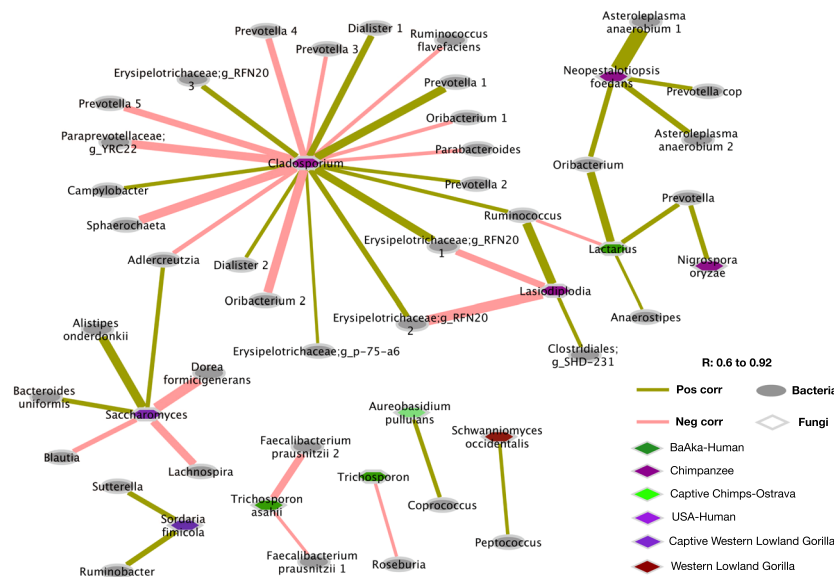 Asteroleplasma
anaerobium 1
Prevotella 4
Dialister 1
Ruminococcus
flavefaciens
Prevotella 3
Erysipelotrichaceae;g_RFN20
3
Neopestalotiopsis
foedans
Prevotella 1
Prevotella cop
Prevotella 5
Oribacterium 1
Paraprevotellaceae;
g_YRC22
Asteroleplasma
anaerobium 2
Parabacteroides
Cladosporium
Oribacterium
Campylobacter
Prevotella 2
Prevotella
Sphaerochaeta
Ruminococcus
Adlercreutzia
Erysipelotrichaceae;g_RFN20
1
Lactarius
Dialister 2
Nigrospora
oryzae
Lasiodiplodia
Oribacterium 2
Erysipelotrichaceae;g_RFN20
2
Anaerostipes
Alistipes
onderdonkii
Erysipelotrichaceae;g_p-75-a6
Clostridiales;
g_SHD-231
Dorea
formicigenerans
R: 0.6 to 0.92
Bacteroides
uniformis
Pos corr
Bacteria
Saccharomyces
Aureobasidium
pullulans
Neg corr
Fungi
Schwanniomyces
occidentalis
Faecalibacterium
prausnitzii 2
BaAka-Human
Blautia
Lachnospira
Chimpanzee
Trichosporon
Sutterella
Captive Chimps-Ostrava
Trichosporon
asahii
Coprococcus
USA-Human
Sordaria
fimicola
Captive Western Lowland Gorilla
Peptococcus
Faecalibacterium
prausnitzii 1
Roseburia
Western Lowland Gorilla
Ruminobacter